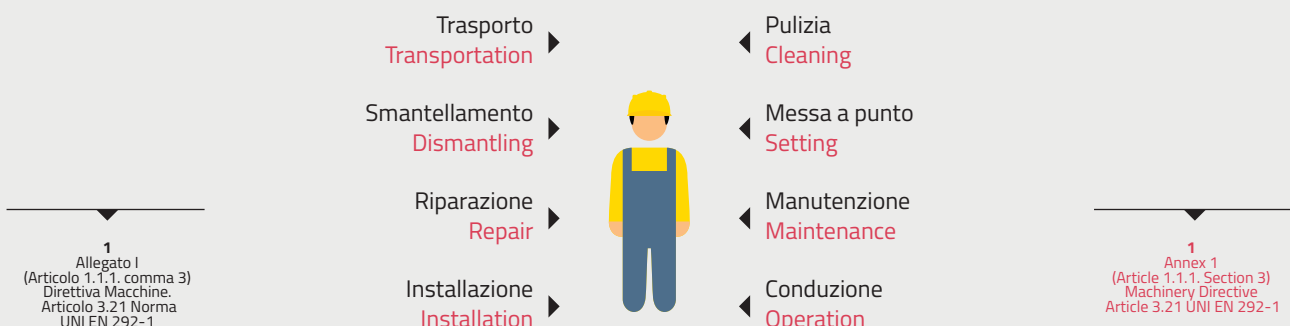 Trasporto
Transportation
Smantellamento
Dismantling
Riparazione
Repair
Installazione
Installation
Pulizia
Cleaning
Messa a punto
Setting
Manutenzione
Maintenance
Conduzione
Operation
1
Allegato I
(Articolo 1.1.1. comma 3)
Direttiva Macchine.
Articolo 3.21 Norma
UNI EN 292-1
1
Annex 1
(Article 1.1.1. Section 3)
Machinery Directive
Article 3.21 UNI EN 292-1